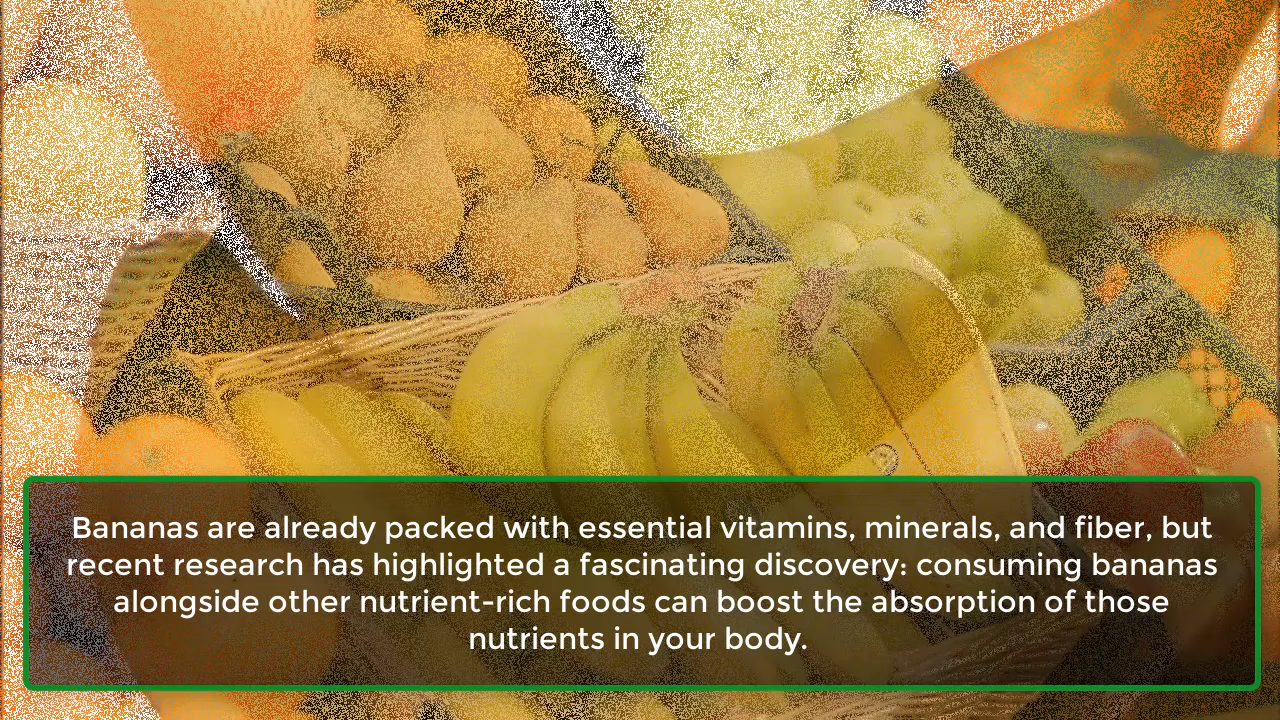 Bananas are already packed with essential vitamins, minerals, and fiber, but
recent research has highlighted a fascinating discovery: consuming bananas
alongside other nutrient-rich foods can boost the absorption of those
nutrients in your body.